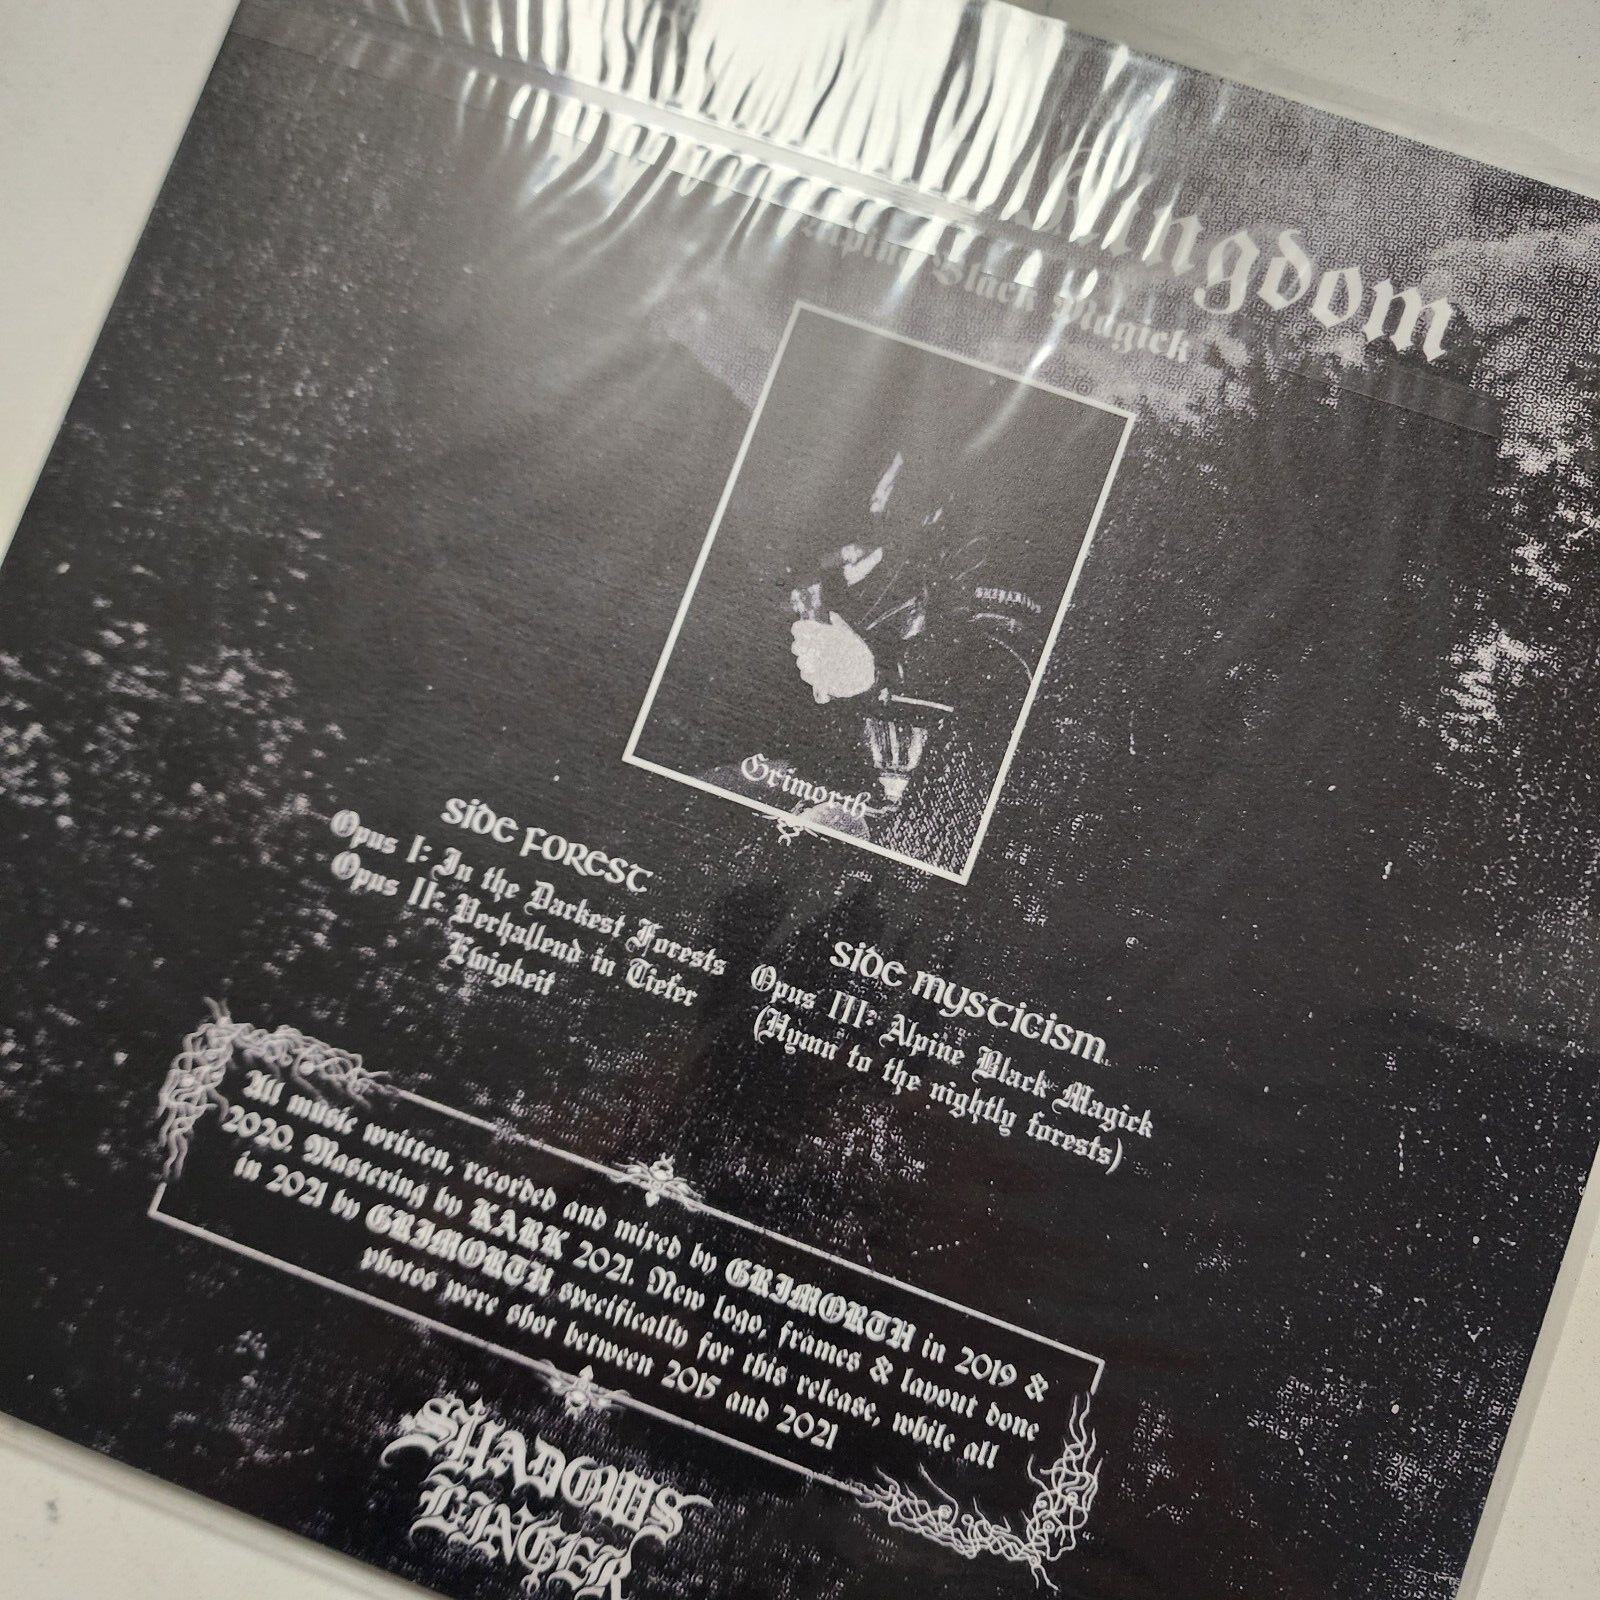 Kingdom
Alpine Black Magick
Grimorth
Side Forest
Opus I: In the Darkest Forests
Opus II: Verhallend in Tiefer
Ewigkeit
Side Mysticism
Opus III: Alpine Black Magick
(Hymn to the nightly forests)
All music written, recorded and mixed by GRIMORTH in 2019 &
2020. Mastering by KARK 2021. New logo, frames & layout done
in 2021 by GRIMORTH specifically for this release, while all
photos were shot between 2015 and 2021
SHADOWS
LINGER